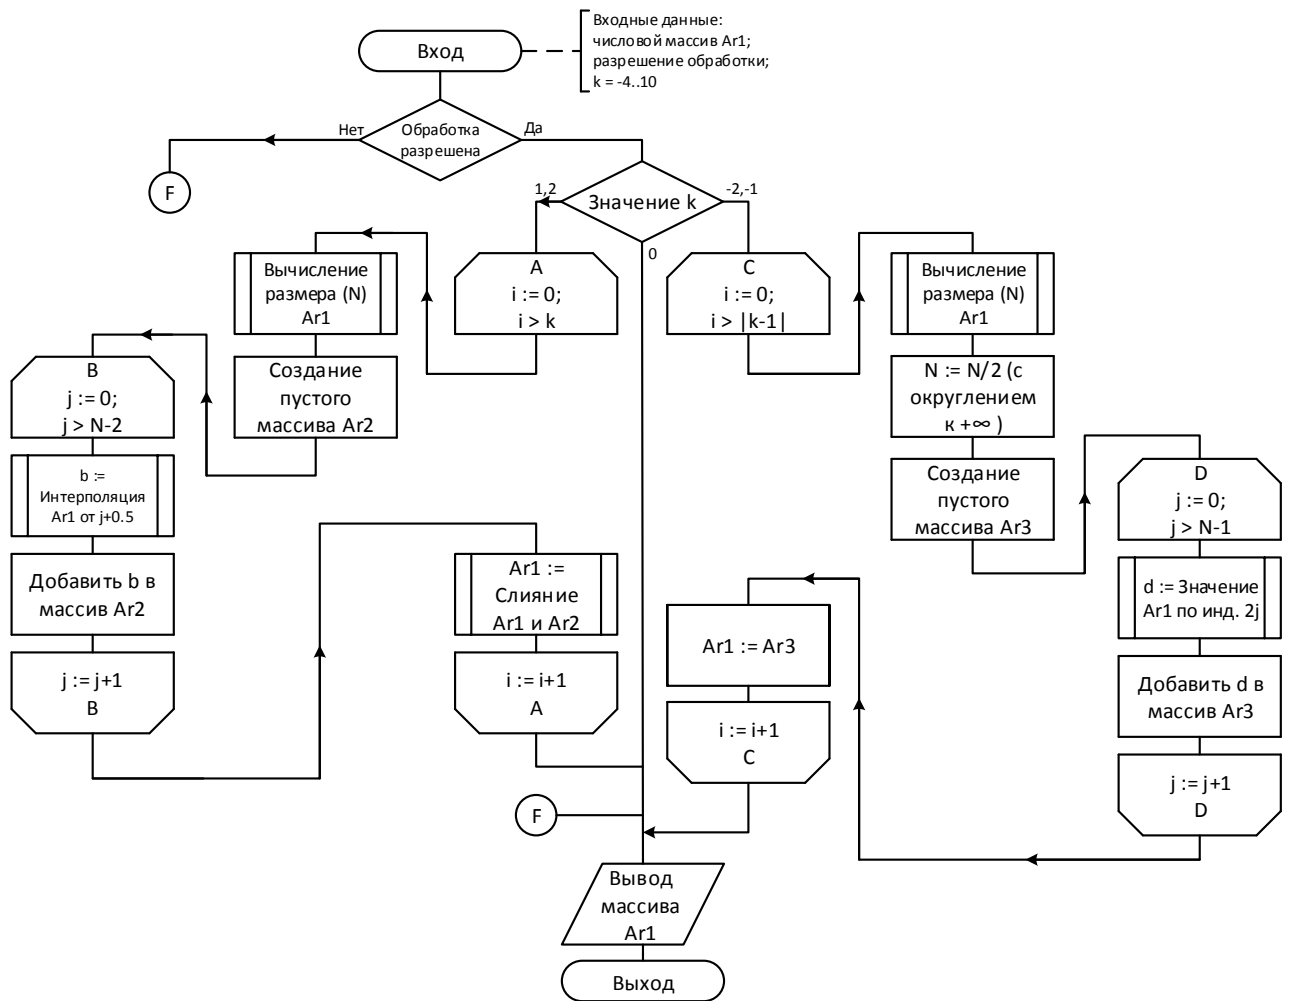 Вход
Входные данные:
числовой массив Ar1;
разрешение обработки;
k = -4..10
Нет
Обработка
разрешена
Да
F
1,2
Значение k
-2,-1
0
Вычисление
размера (N)
Ar1
A
i := 0;
i > k
C
i := 0;
i > |k-1|
Вычисление
размера (N)
Ar1
B
j := 0;
j > N-2
Создание
пустого
массива Ar2
N := N/2 (с
округлением
к +∞ )
b :=
Интерполяция
Ar1 от j+0.5
Создание
пустого
массива Ar3
D
j := 0;
j > N-1
Добавить b в
массив Ar2
Ar1 :=
Слияние
Ar1 и Ar2
Ar1 := Ar3
d := Значение
Ar1 по инд. 2j
j := j+1
B
i := i+1
A
i := i+1
C
Добавить d в
массив Ar3
j := j+1
D
F
Вывод
массива
Ar1
Выход